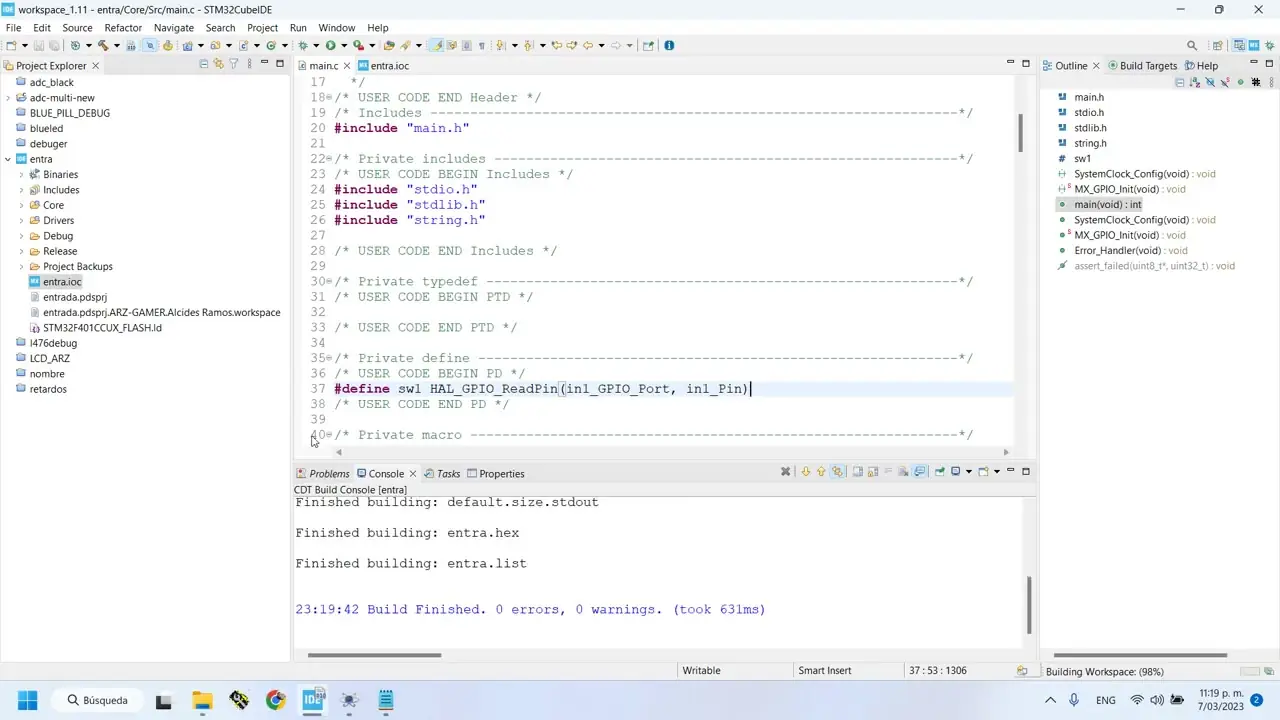 workspace_1.11 - entra/Core/Src/main.c - STM32CubeIDE
File Edit Source Refactor Navigate Search Project Run Window Help
Project Explorer
adc_black
adc-multi-new
BLUE_PILL_DEBUG
blueled
debuger
entra
Binaries
Includes
Core
Drivers
Debug
Release
Project Backups
entra.ioc
entrada.pdsprj
entrada.pdsprj.ARZ-GAMER.Alcides Ramos.workspace
STM32F401CCUX_FLASH.ld
l476debug
LCD_ARZ
nombre
retardos
main.c entra.ioc
17 */
18 /* USER CODE END Header */
19 /* Includes ------------------------------------------------------------------*/
20 #include "main.h"
21
22 /* Private includes ----------------------------------------------------------*/
23 /* USER CODE BEGIN Includes */
24 #include "stdio.h"
25 #include "stdlib.h"
26 #include "string.h"
27
28 /* USER CODE END Includes */
29
30 /* Private typedef -----------------------------------------------------------*/
31 /* USER CODE BEGIN PTD */
32
33 /* USER CODE END PTD */
34
35 /* Private define ------------------------------------------------------------*/
36 /* USER CODE BEGIN PD */
37 #define sw1 HAL_GPIO_ReadPin(in1_GPIO_Port, in1_Pin)
38 /* USER CODE END PD */
39
40 /* Private macro -------------------------------------------------------------*/
Problems Console Tasks Properties
CDT Build Console [entra]
Finished building: default.size.stdout
Finished building: entra.hex
Finished building: entra.list
23:19:42 Build Finished. 0 errors, 0 warnings. (took 631ms)
Outline Build Targets Help
main.h
stdio.h
stdlib.h
string.h
sw1
SystemClock_Config(void) : void
MX_GPIO_Init(void) : void
main(void) : int
SystemClock_Config(void) : void
MX_GPIO_Init(void) : void
Error_Handler(void) : void
assert_failed(uint8_t*, uint32_t) : void
Writable Smart Insert 37 : 53 : 1306 Building Workspace: (98%)
Búsqueda
IDE
ENG
11:19 p. m.
7/03/2023
2